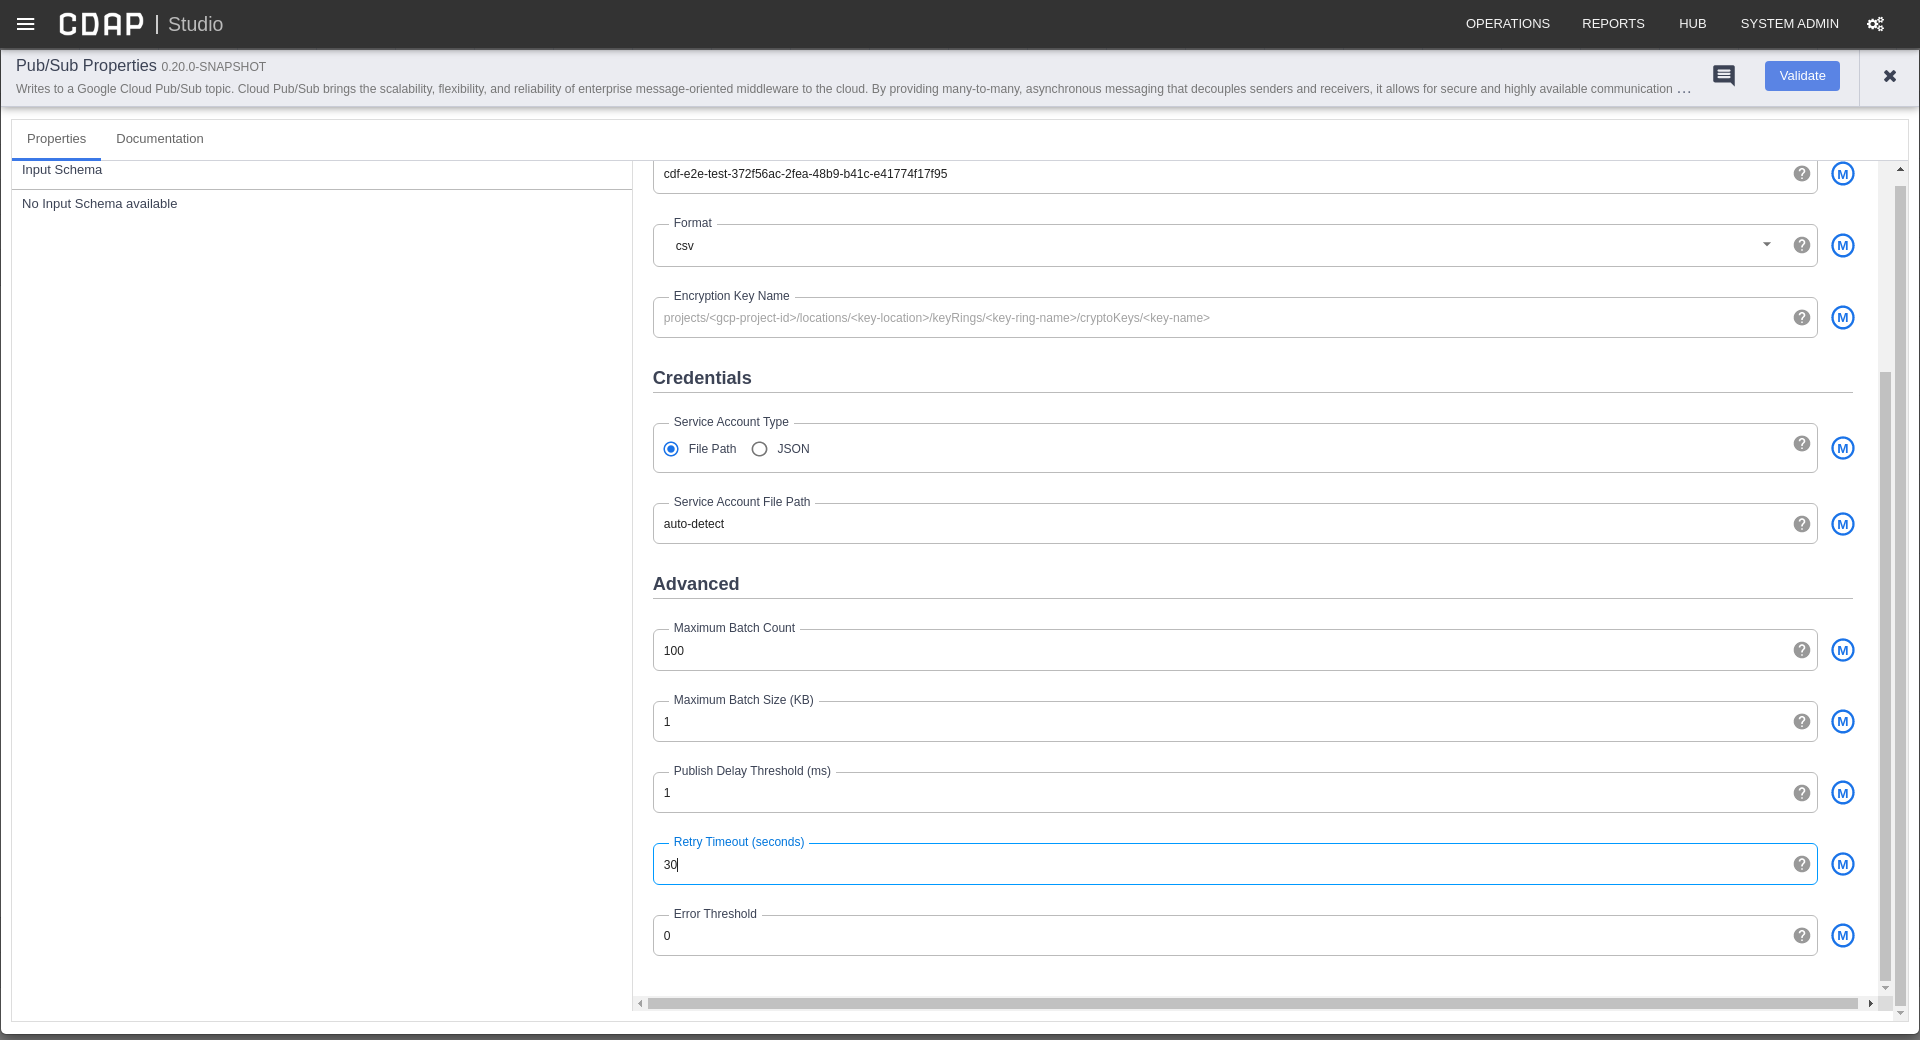 CDAP | Studio
OPERATIONS REPORTS HUB SYSTEM ADMIN
Pub/Sub Properties 0.20.0-SNAPSHOT
Writes to a Google Cloud Pub/Sub topic. Cloud Pub/Sub brings the scalability, flexibility, and reliability of enterprise message-oriented middleware to the cloud. By providing many-to-many, asynchronous messaging that decouples senders and receivers, it allows for secure and highly available communication ...
Validate
Properties Documentation
Input Schema
No Input Schema available
cdf-e2e-test-372f56ac-2fea-48b9-b41c-e41774f17f95
M
Format
csv
M
Encryption Key Name
projects/<gcp-project-id>/locations/<key-location>/keyRings/<key-ring-name>/cryptoKeys/<key-name>
M
Credentials
Service Account Type
File Path JSON
M
Service Account File Path
auto-detect
M
Advanced
Maximum Batch Count
100
M
Maximum Batch Size (KB)
1
M
Publish Delay Threshold (ms)
1
M
Retry Timeout (seconds)
30
M
Error Threshold
0
M